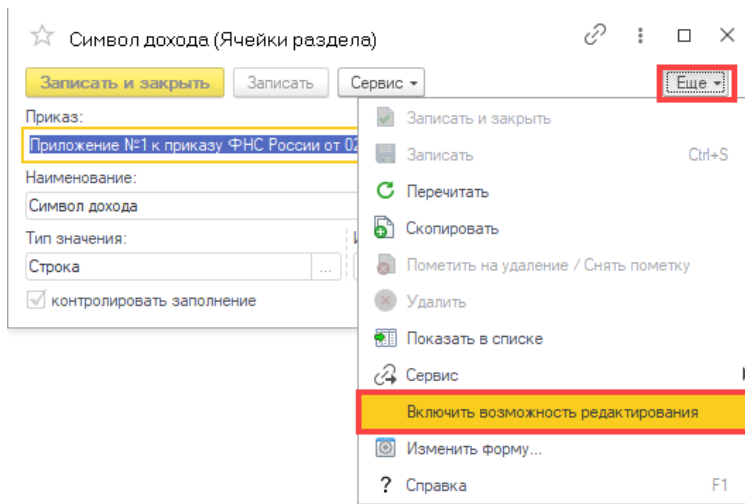 Символ дохода (Ячейки раздела)
Записать и закрыть
Записать
Сервис
Еще
Приказ:
Приложение №1 к приказу ФНС России от 02
Наименование:
Символ дохода
Тип значения:
Строка
...
контролировать заполнение
Записать и закрыть
Записать Ctrl+S
Перечитать
Скопировать
Пометить на удаление / Снять пометку
Удалить
Показать в списке
Сервис
Включить возможность редактирования
Изменить форму...
? Справка F1